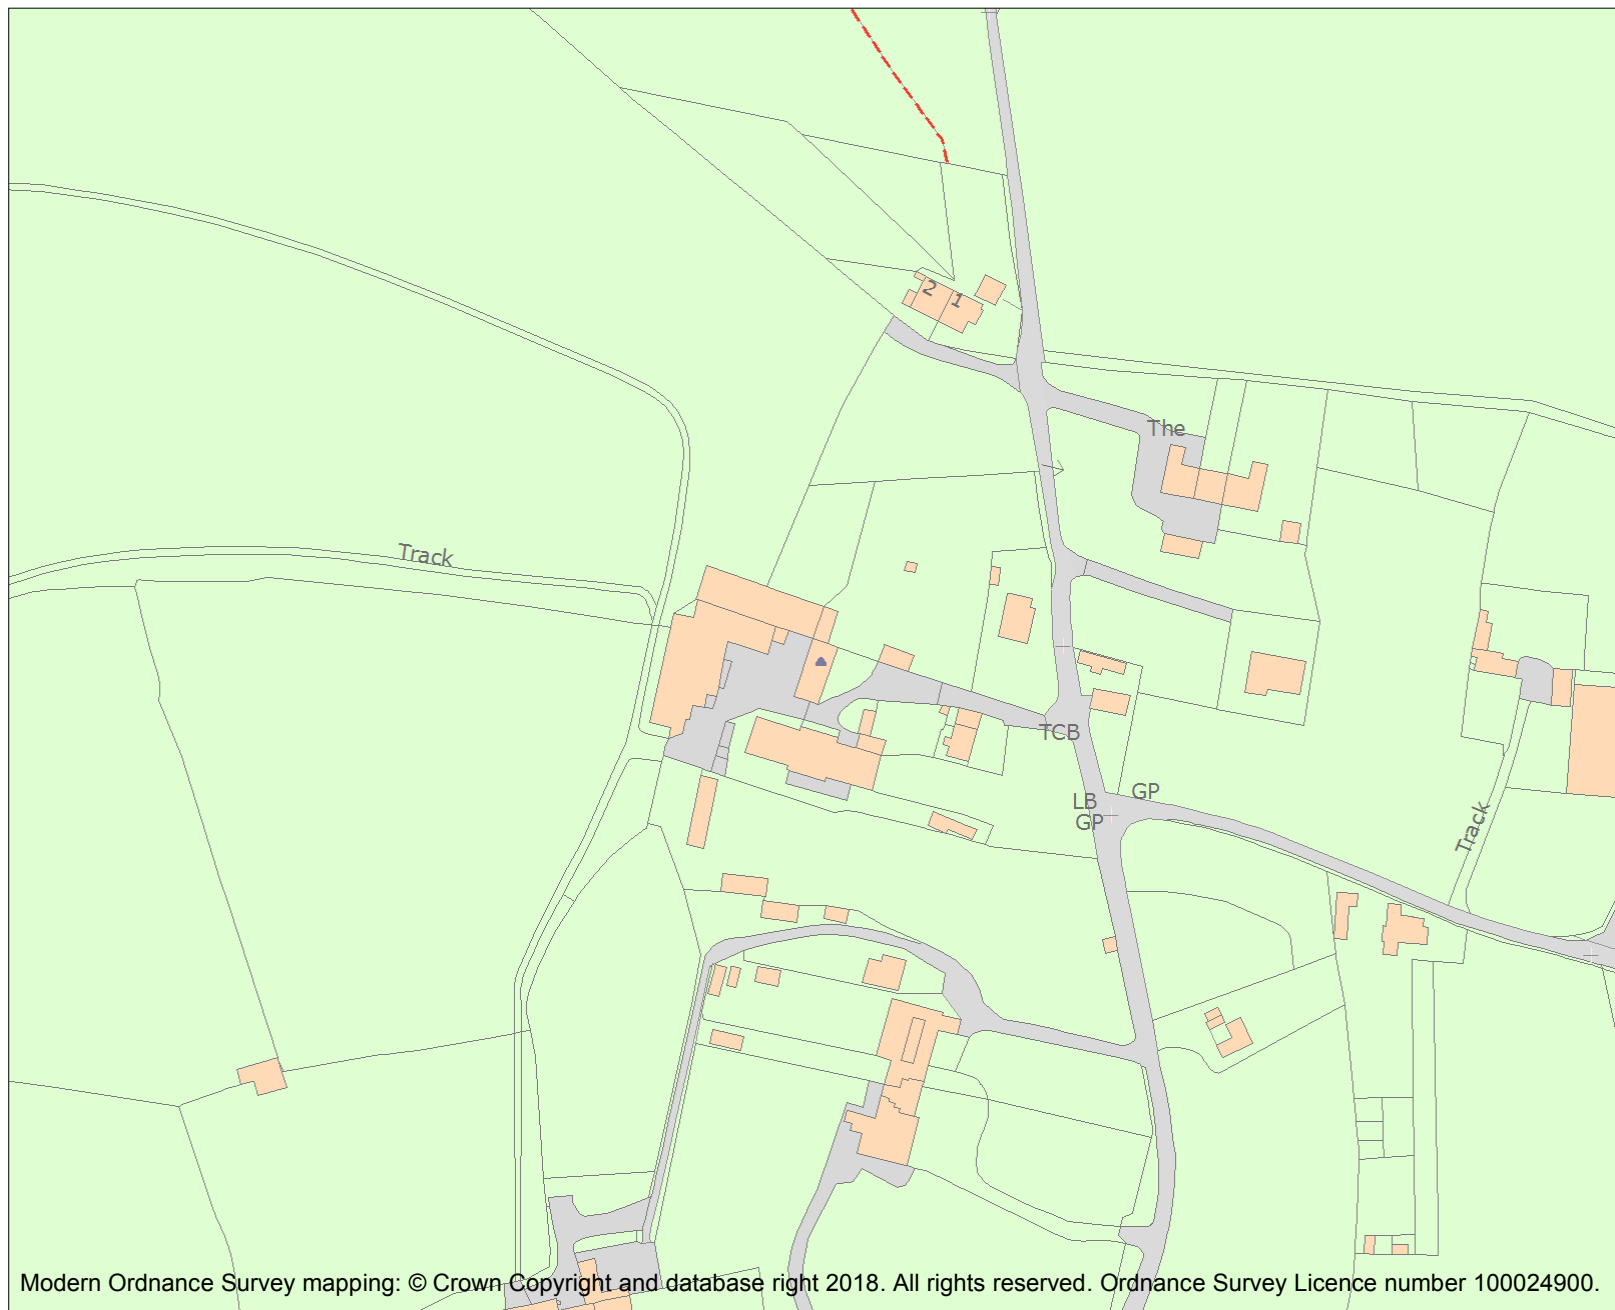 2
1
The
Track
TCB
GP
LB
GP
Track
Modern Ordnance Survey mapping: © Crown Copyright and database right 2018. All rights reserved. Ordnance Survey Licence number 100024900.